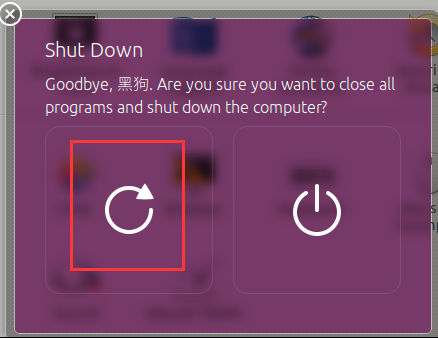 Shut Down
Goodbye, 黑狗. Are you sure you want to close all
programs and shut down the computer?